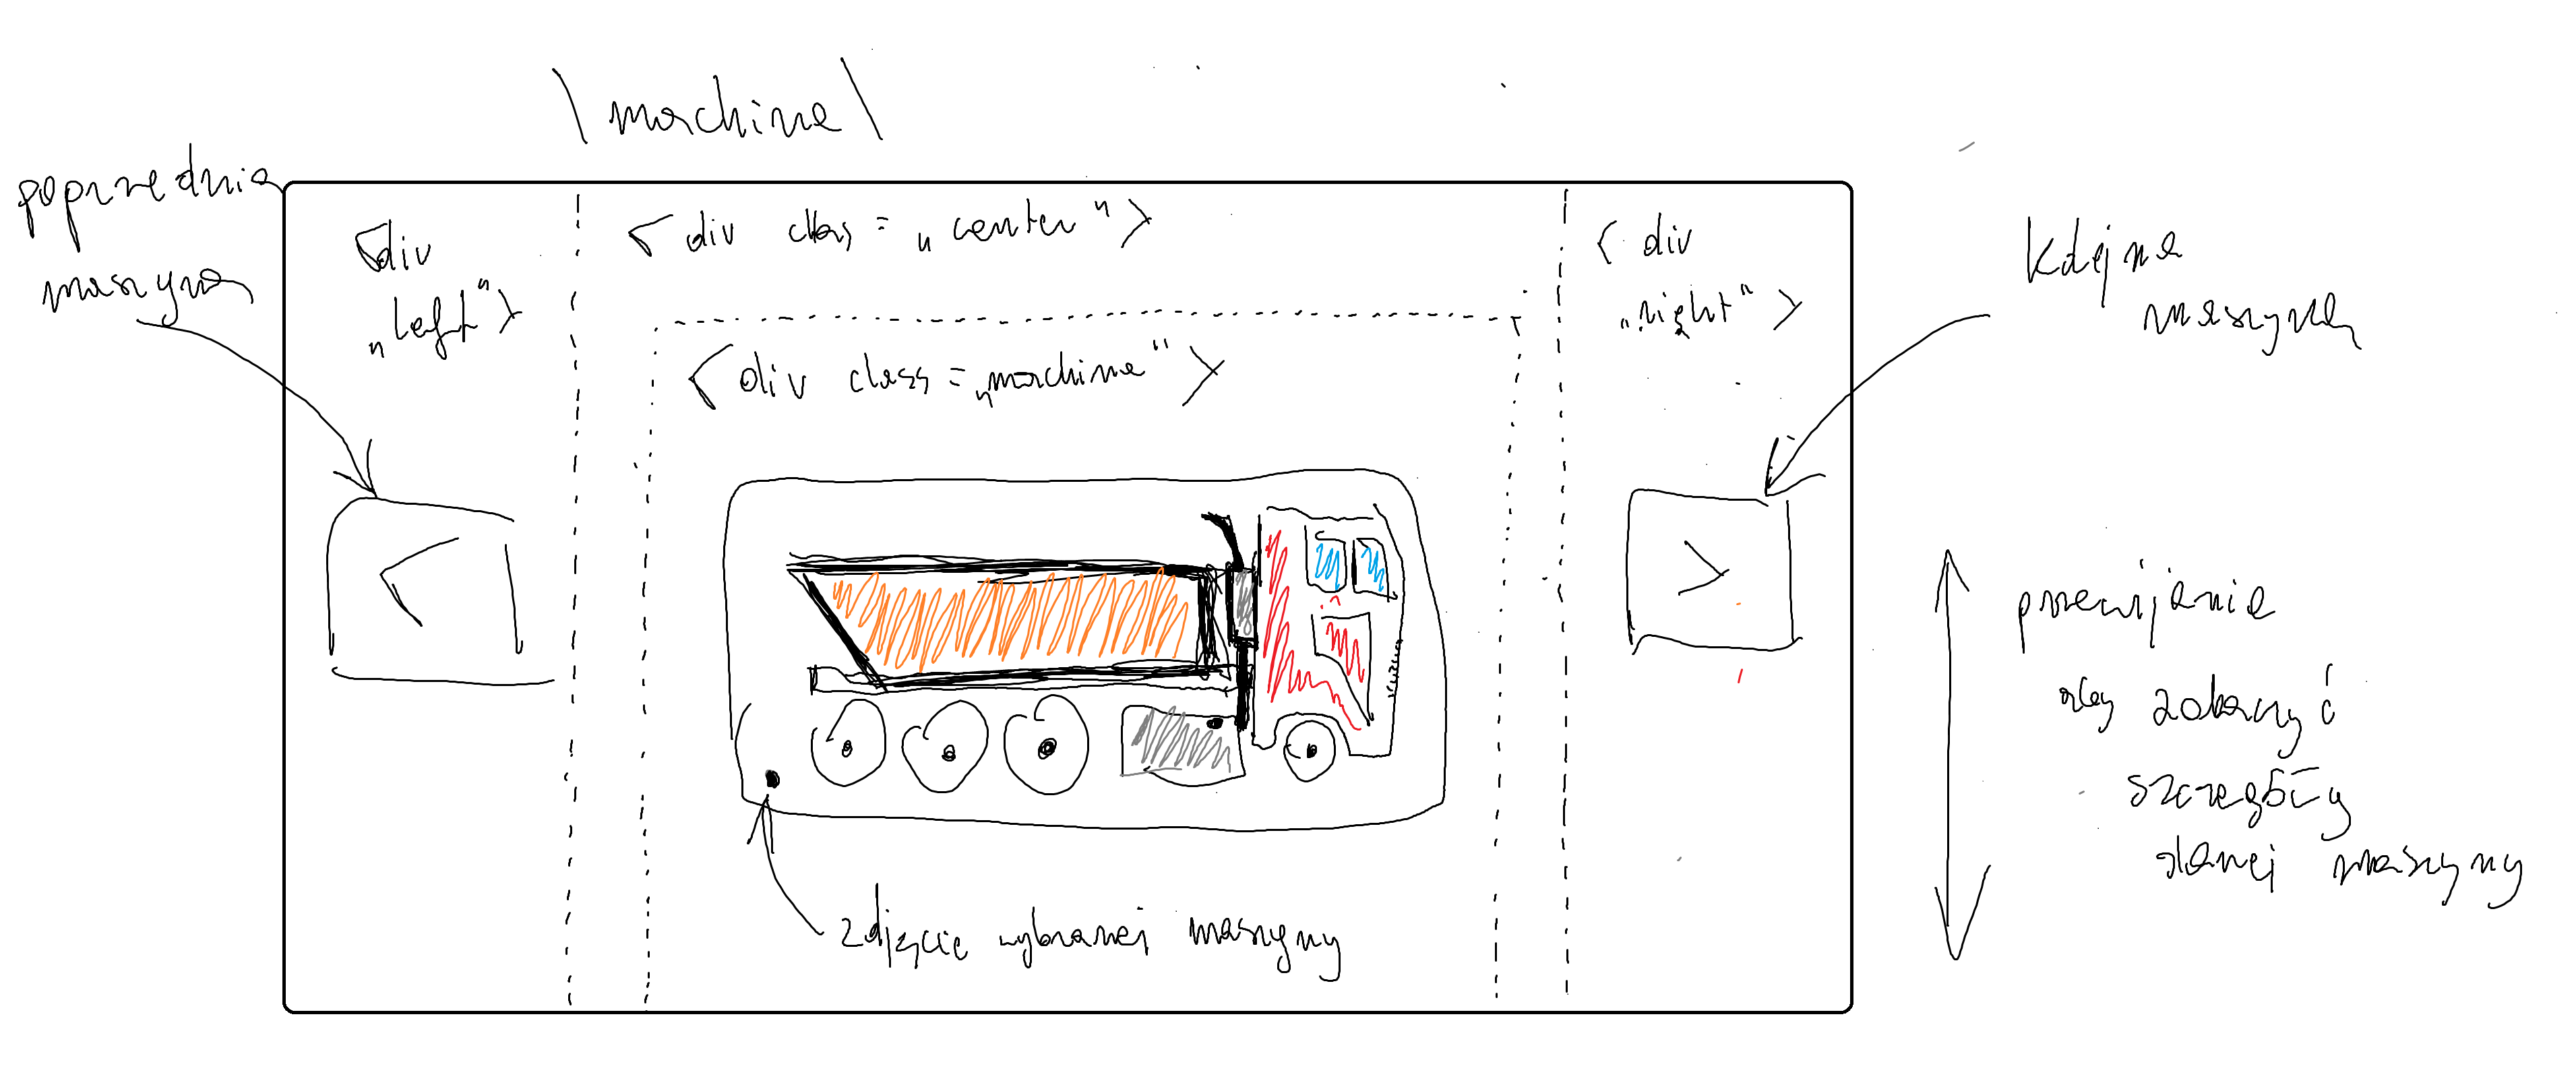 \machine\
poprzednia
maszyna
<div
„left">
<div class = „center">
<div
„right">
Kolejna
maszyna
<div class = „machine">
<
>
przewijanie
aby zobaczyć
szczegóły
danej maszyny
zdjęcie wybranej maszyny